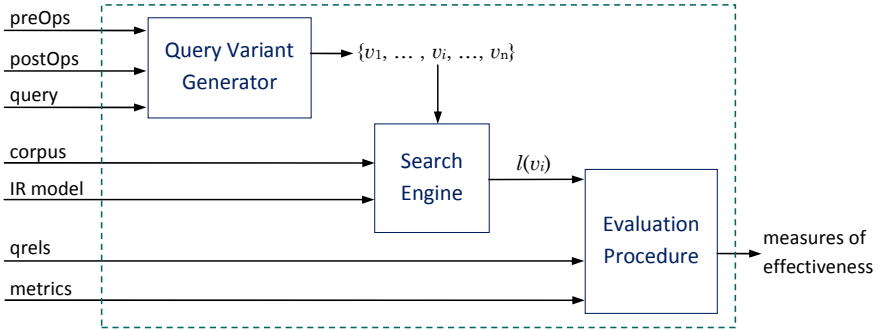 preOps
postOps
query
Query Variant
Generator
{v1, ... , vi, ..., vn}
corpus
IR model
Search
Engine
l(vi)
qrels
metrics
Evaluation
Procedure
measures of
effectiveness